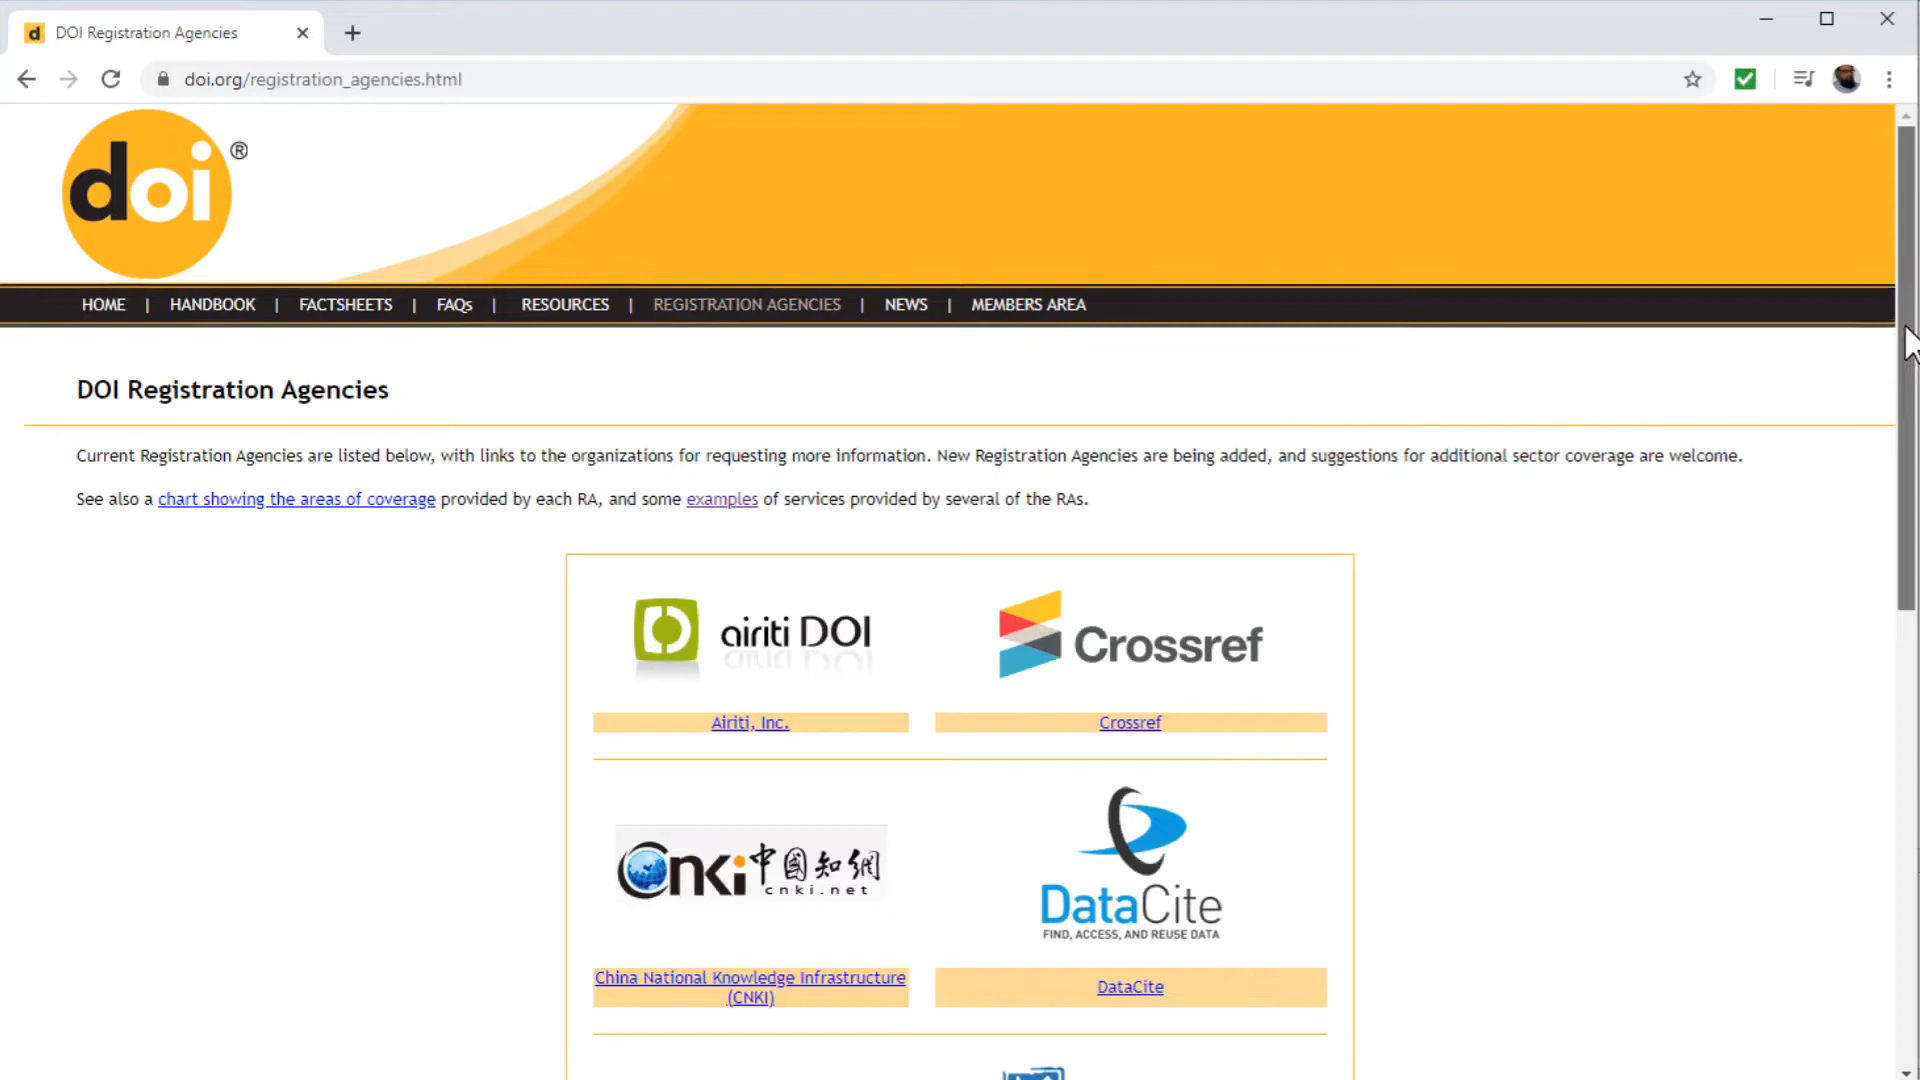 DOI Registration Agencies
doi.org/registration_agencies.html
doi®
HOME | HANDBOOK | FACTSHEETS | FAQs | RESOURCES | REGISTRATION AGENCIES | NEWS | MEMBERS AREA
DOI Registration Agencies
Current Registration Agencies are listed below, with links to the organizations for requesting more information. New Registration Agencies are being added, and suggestions for additional sector coverage are welcome.
See also a chart showing the areas of coverage provided by each RA, and some examples of services provided by several of the RAs.
airiti DOI
Crossref
Airiti, Inc.
Crossref
cnki中國知網
cnki.net
DataCite
FIND, ACCESS, AND REUSE DATA
China National Knowledge Infrastructure
(CNKI)
DataCite